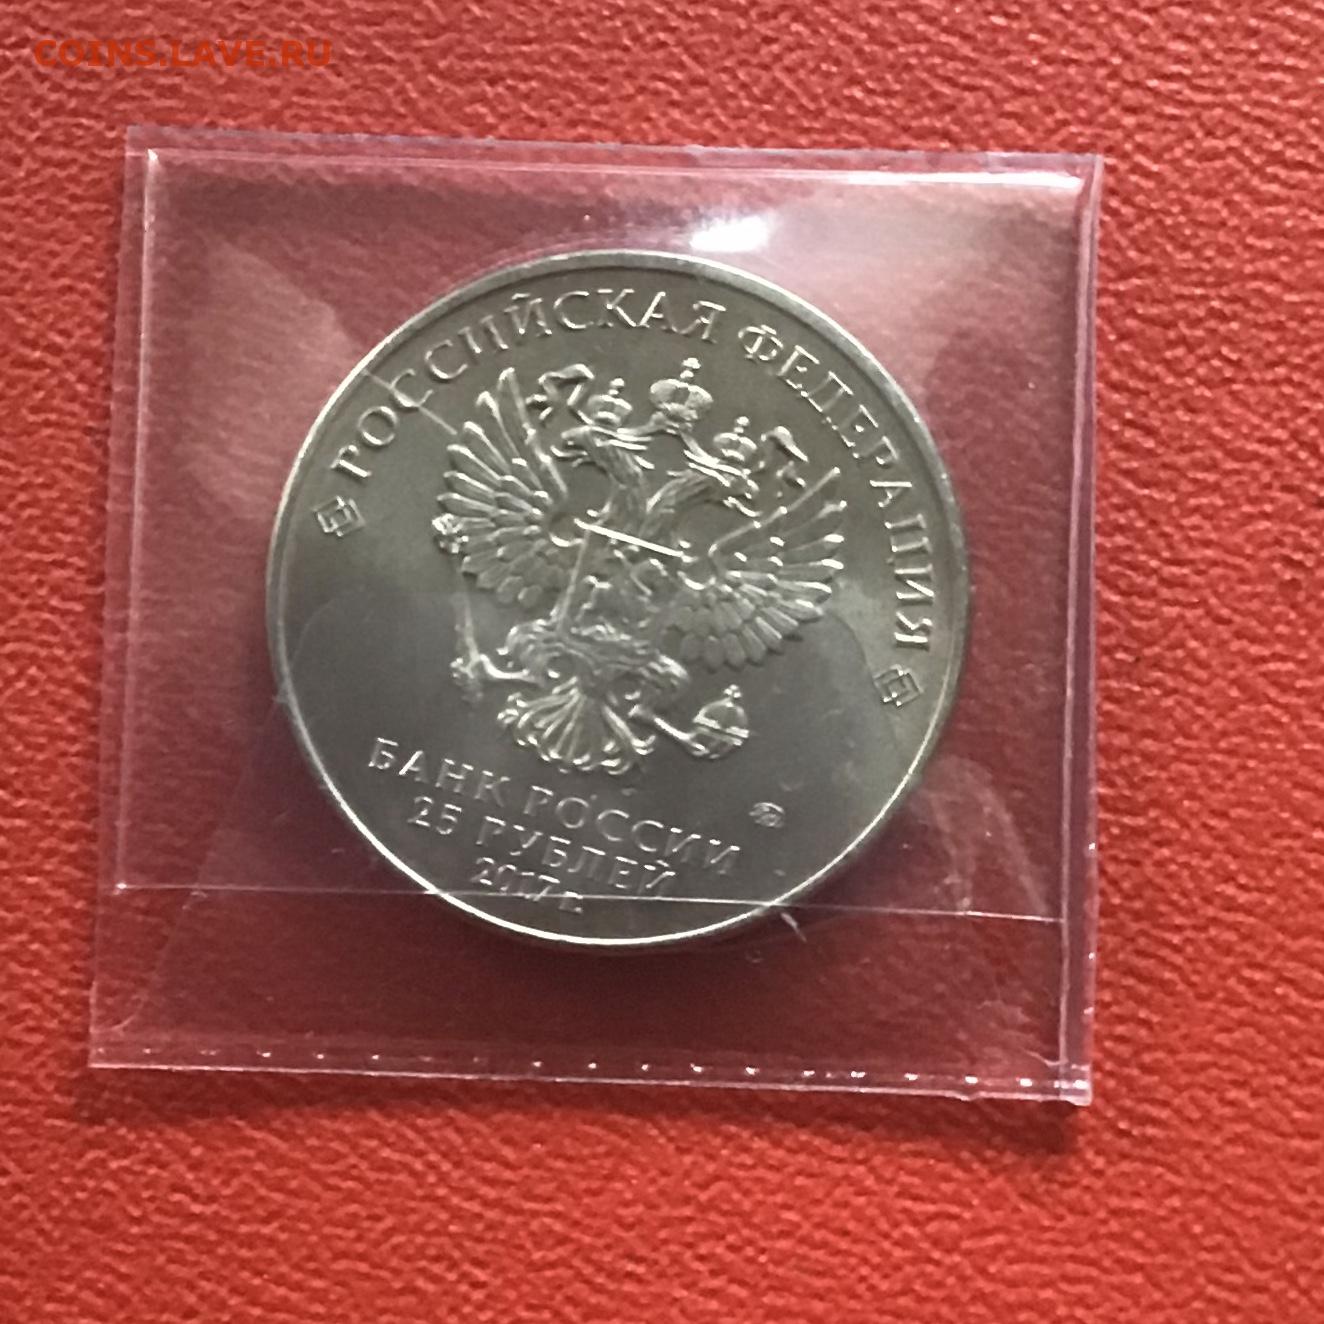 COINS.LAVE.RU
РОССИЙСКАЯ ФЕДЕРАЦИЯ
БАНК РОССИИ
25 РУБЛЕЙ
2017 г.